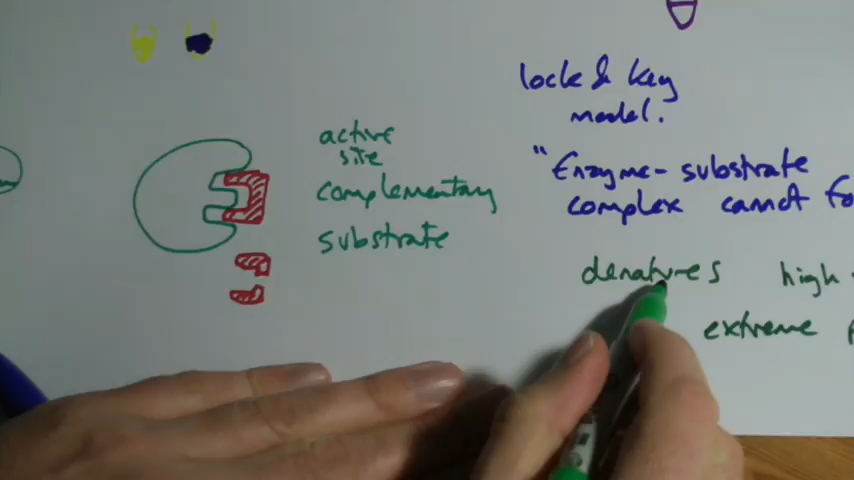 lock & key
model.
active
site
complementary
substrate
"Enzyme-substrate
complex cannot
denatures high
extreme